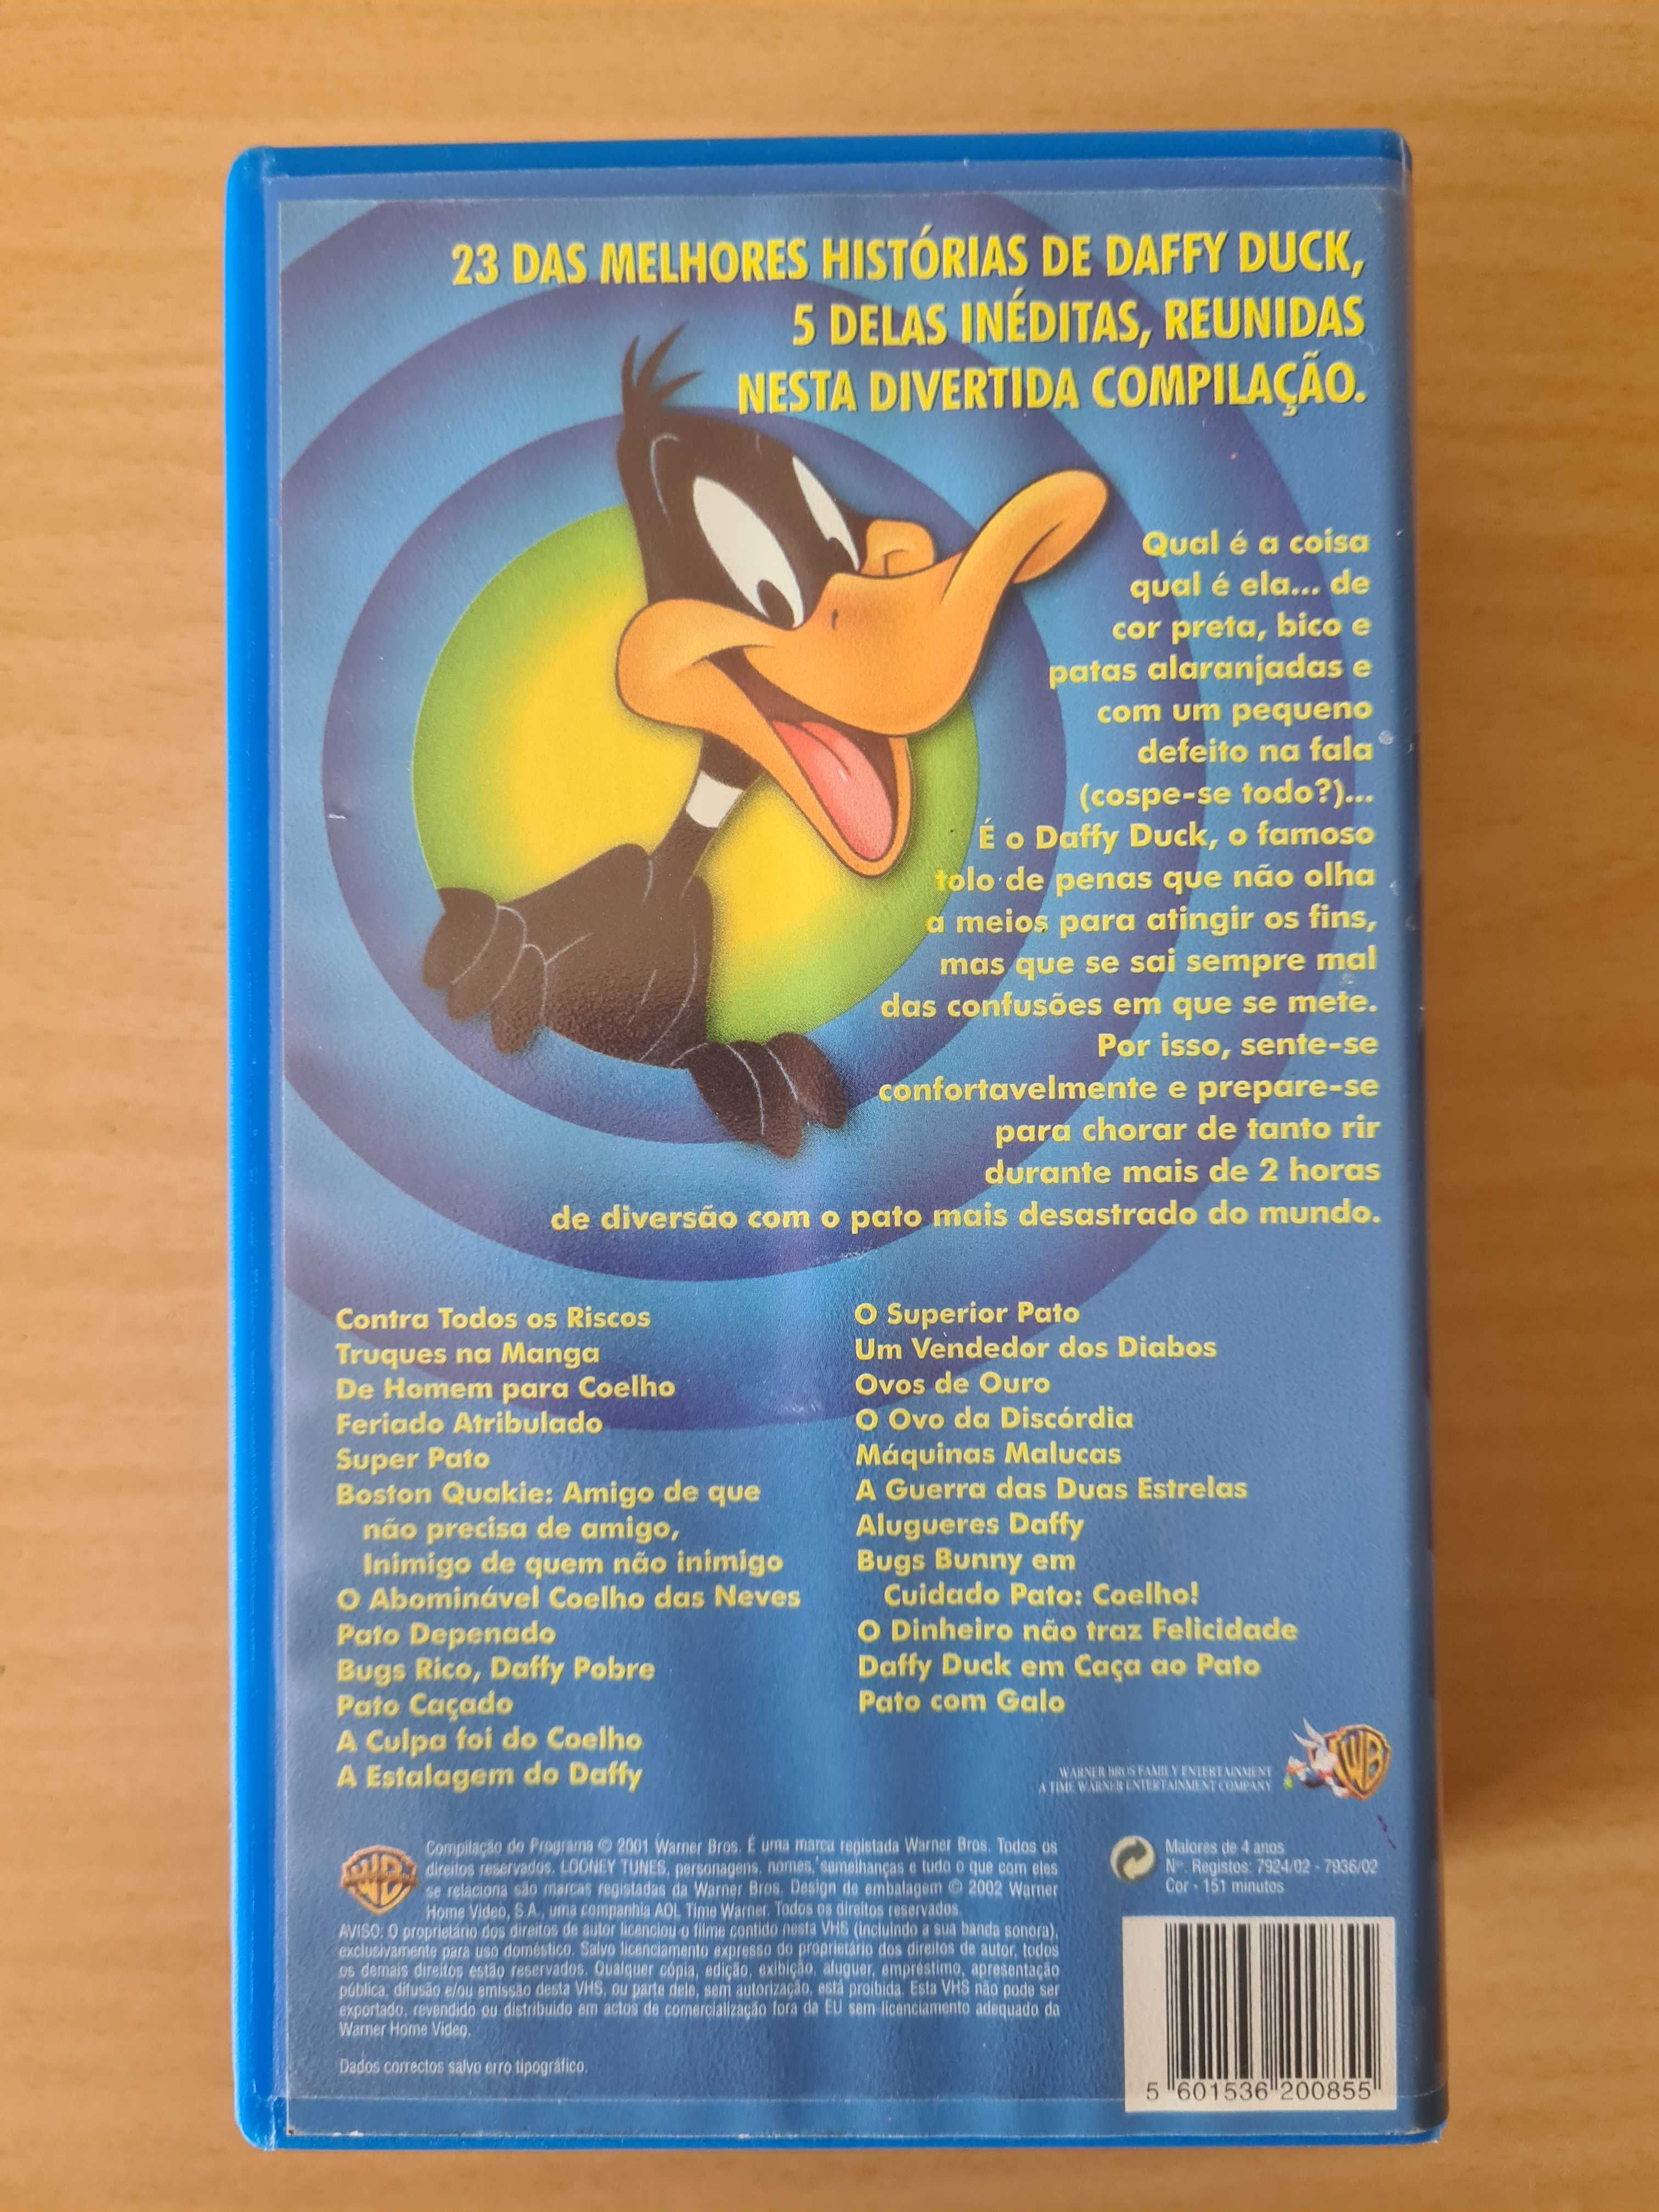 23 DAS MELHORES HISTÓRIAS DE DAFFY DUCK,
5 DELAS INÉDITAS, REUNIDAS
NESTA DIVERTIDA COMPILAÇÃO.
Qual é a coisa
qual é ela... de
cor preta, bico e
patas alaranjadas e
com um pequeno
defeito na fala
(cospe-se todo?)...
É o Daffy Duck, o famoso
tolo de penas que não olha
a meios para atingir os fins,
mas que se sai sempre mal
das confusões em que se mete.
Por isso, sente-se
confortavelmente e prepare-se
para chorar de tanto rir
durante mais de 2 horas
de diversão com o pato mais desastrado do mundo.
Contra Todos os Riscos
Truques na Manga
De Homem para Coelho
Feriado Atribulado
Super Pato
Boston Quakie: Amigo de que
não precisa de amigo,
Inimigo de quem não inimigo
O Abominável Coelho das Neves
Pato Depenado
Bugs Rico, Daffy Pobre
Pato Caçado
A Culpa foi do Coelho
A Estalagem do Daffy
O Superior Pato
Um Vendedor dos Diabos
Ovos de Ouro
O Ovo da Discórdia
Máquinas Malucas
A Guerra das Duas Estrelas
Alugueres Daffy
Bugs Bunny em
Cuidado Pato: Coelho!
O Dinheiro não traz Felicidade
Daffy Duck em Caça ao Pato
Pato com Galo
WARNER BROS FAMILY ENTERTAINMENT
A TIME WARNER ENTERTAINMENT COMPANY
WB
WB
Compilação do Programa © 2001 Warner Bros. É uma marca registada Warner Bros. Todos os
direitos reservados. LOONEY TUNES, personagens, nomes, semelhanças e tudo o que com eles
se relaciona são marcas registadas da Warner Bros. Design de embalagem © 2002 Warner
Home Video, S.A., uma companhia AOL Time Warner. Todos os direitos reservados.
AVISO: O proprietário dos direitos de autor licenciou o filme contido nesta VHS (incluindo a sua banda sonora),
exclusivamente para uso doméstico. Salvo licenciamento expresso do proprietário dos direitos de autor, todos
os demais direitos estão reservados. Qualquer cópia, edição, exibição, aluguer, empréstimo, apresentação
pública, difusão e/ou emissão desta VHS, ou parte dele, sem autorização, está proibida. Esta VHS não pode ser
exportado, revendido ou distribuído em actos de comercialização fora da EU sem licenciamento adequado da
Warner Home Video.
Dados correctos salvo erro tipográfico.
Maiores de 4 anos
Nos. Registos: 7924/02 - 7936/02
Cor - 151 minutos
5 601536 200855